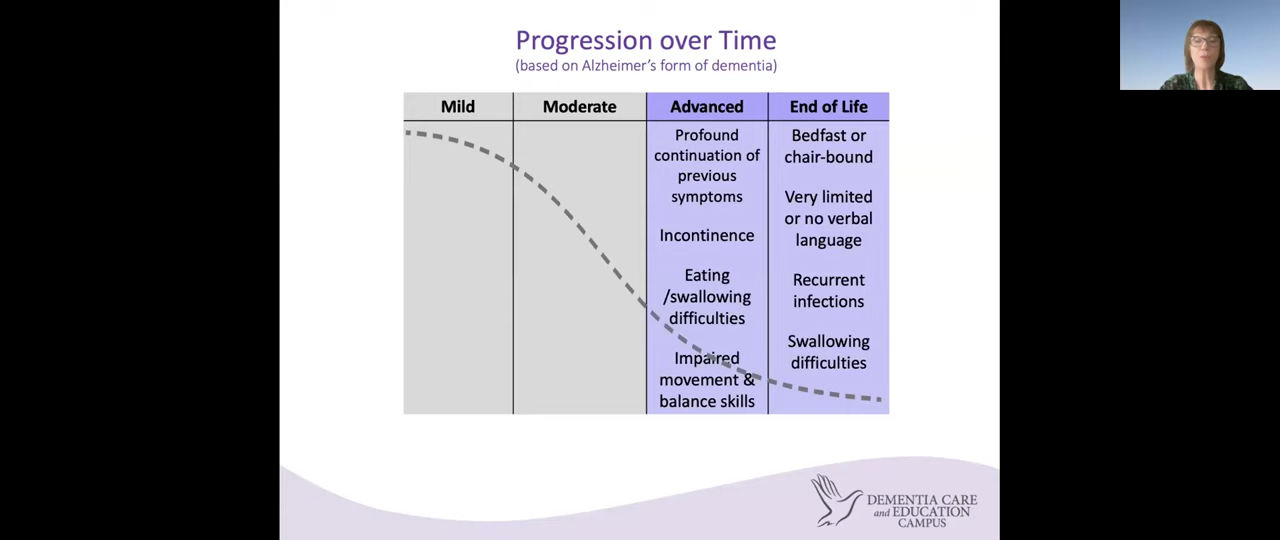 Progression over Time
(based on Alzheimer's form of dementia)
Mild
Moderate
Advanced
End of Life
Profound
continuation of
previous
symptoms
Incontinence
Eating
/swallowing
difficulties
Impaired
movement &
balance skills
Bedfast or
chair-bound
Very limited
or no verbal
language
Recurrent
infections
Swallowing
difficulties
DEMENTIA CARE
and EDUCATION
CAMPUS